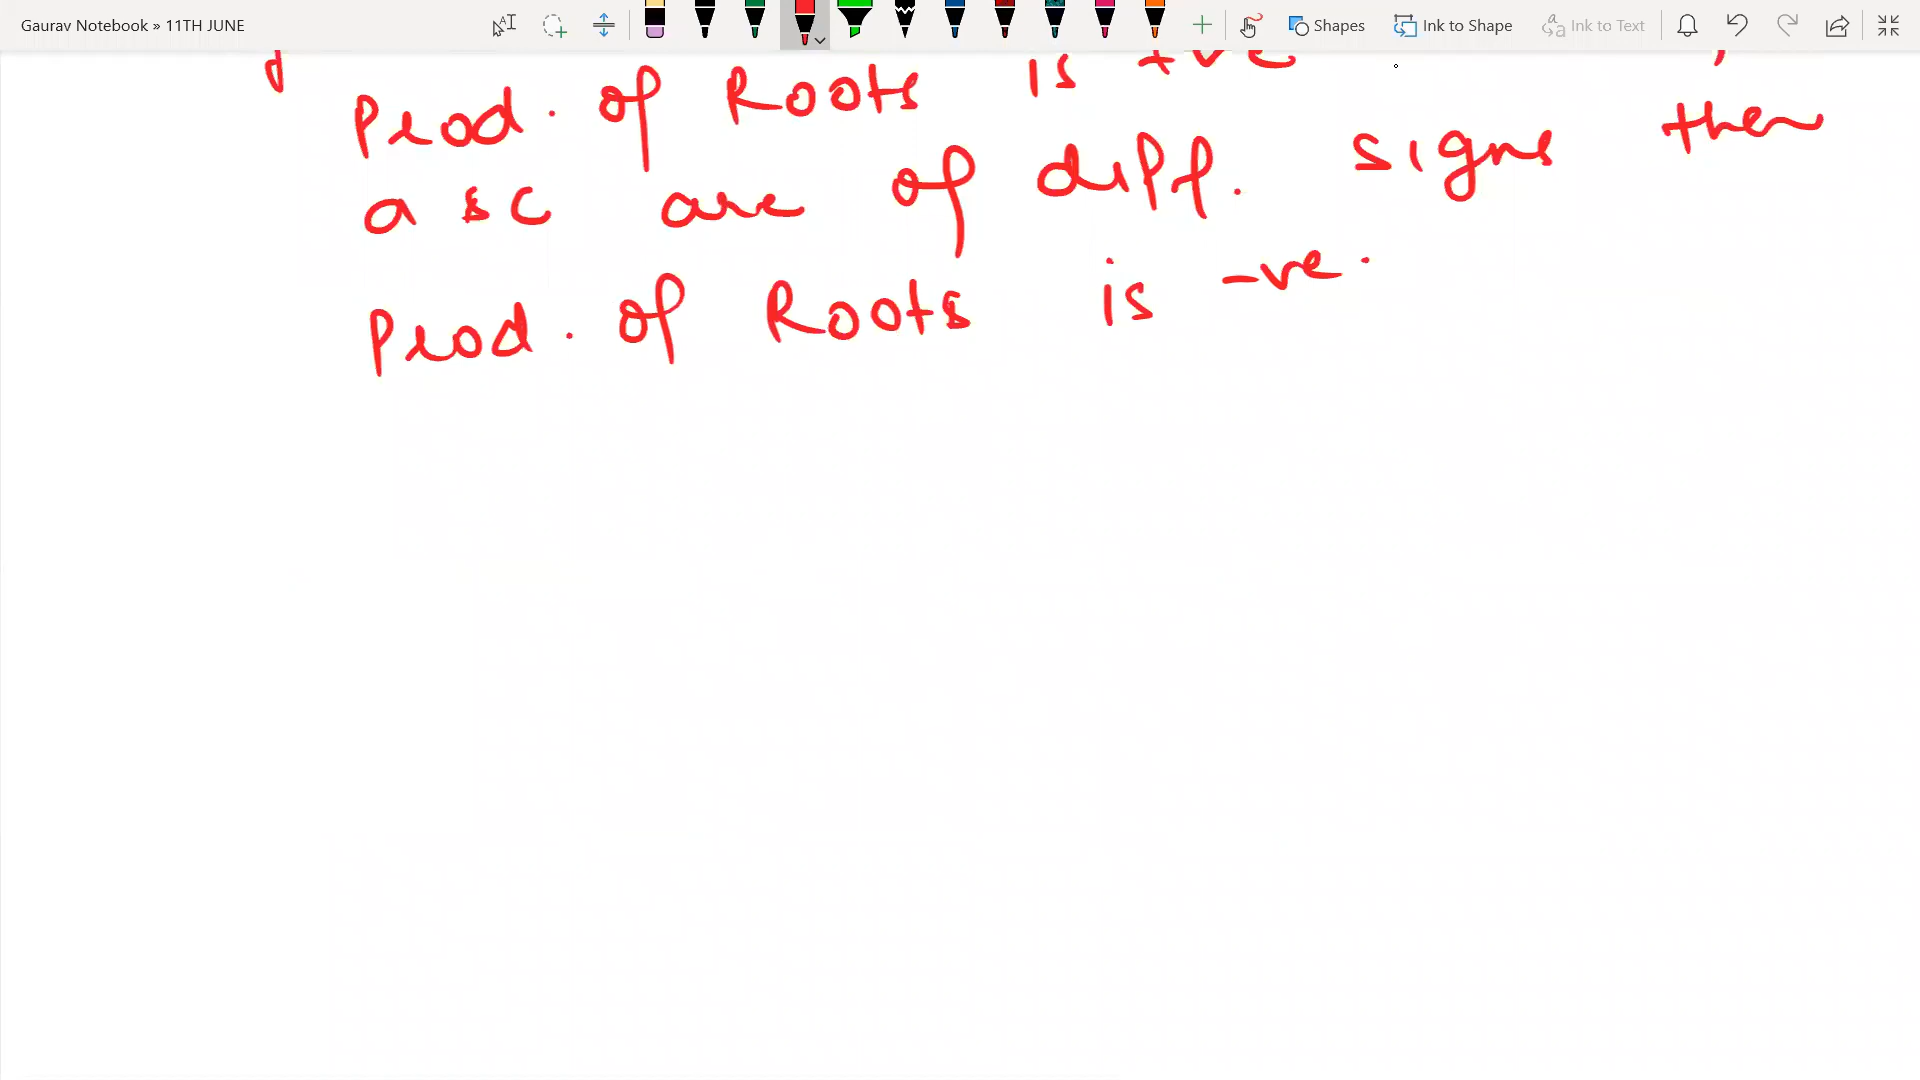 Gaurav Notebook » 11TH JUNE
Shapes
Ink to Shape
Ink to Text
Prod. of Roots is +ve
a & c are of diff. signs then
Prod. of Roots is -ve.